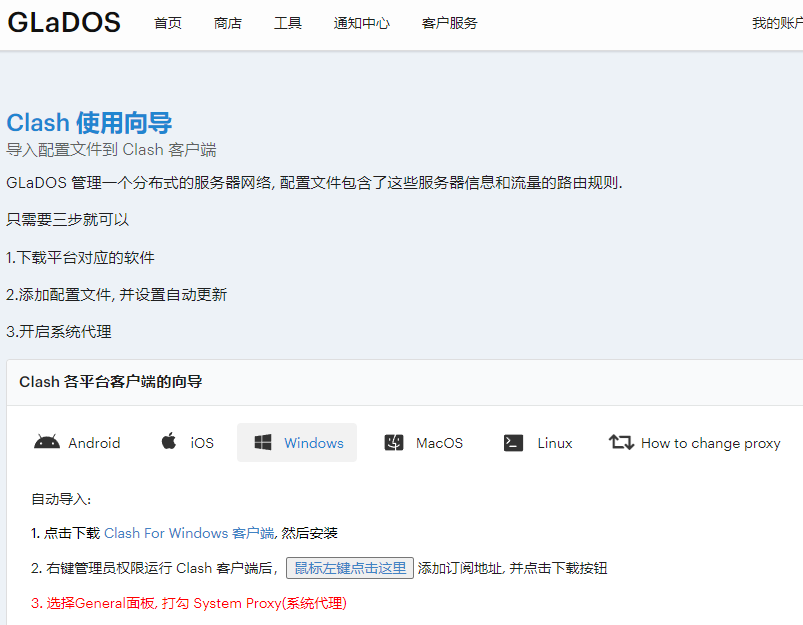 GLaDOS 首页 商店 工具 通知中心 客户服务 我的账户
Clash 使用向导
导入配置文件到 Clash 客户端
GLaDOS 管理一个分布式的服务器网络, 配置文件包含了这些服务器信息和流量的路由规则.
只需要三步就可以
1.下载平台对应的软件
2.添加配置文件, 并设置自动更新
3.开启系统代理
Clash 各平台客户端的向导
Android iOS Windows MacOS Linux How to change proxy
自动导入:
1. 点击下载 Clash For Windows 客户端, 然后安装
2. 右键管理员权限运行 Clash 客户端后, 鼠标左键点击这里 添加订阅地址, 并点击下载按钮
3. 选择General面板, 打勾 System Proxy(系统代理)